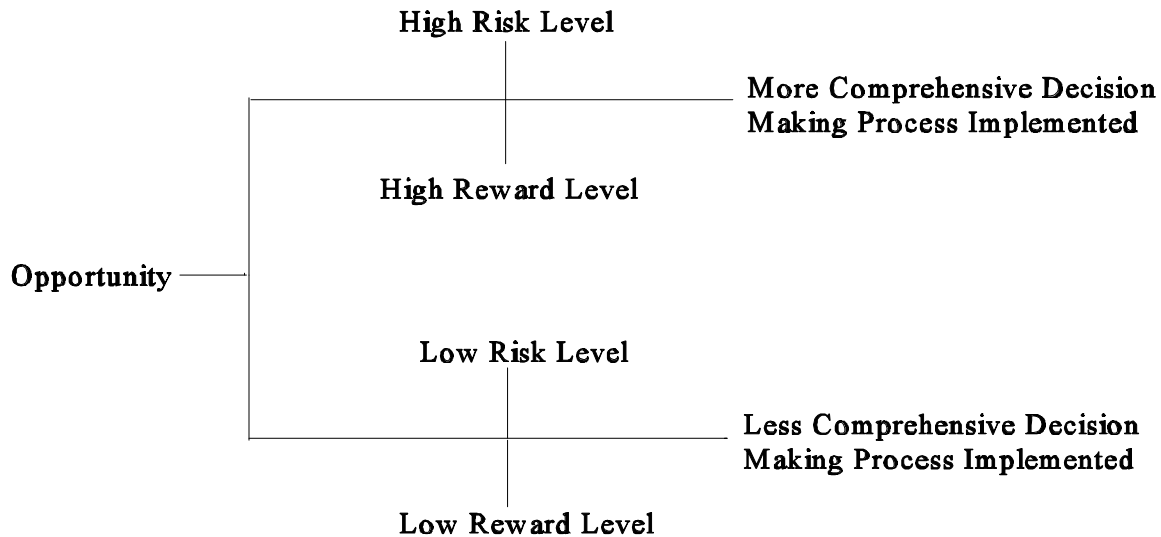 High Risk Level
More Comprehensive Decision
Making Process Implemented
High Reward Level
Opportunity
Low Risk Level
Less Comprehensive Decision
Making Process Implemented
Low Reward Level